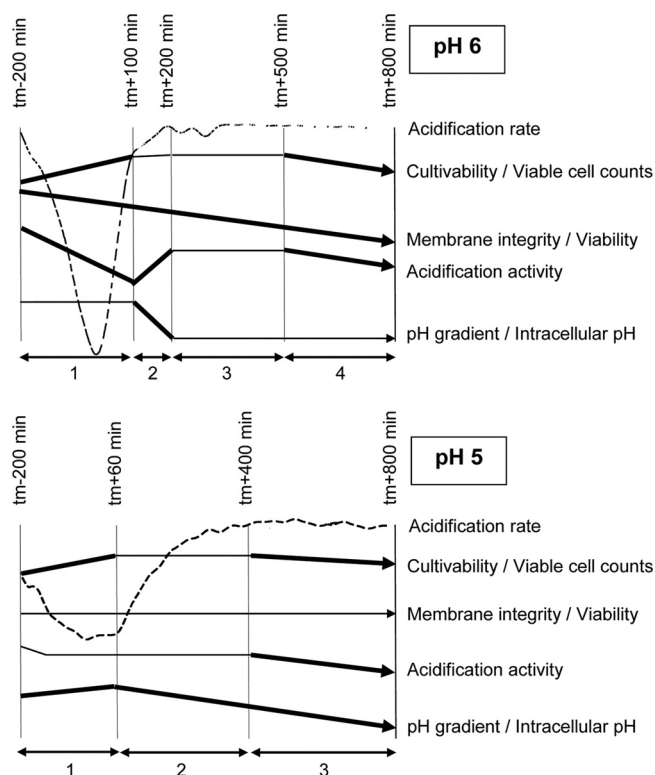 tm-200 min
tm+100 min
tm+200 min
tm+500 min
tm+800 min
pH 6
Acidification rate
Cultivability / Viable cell counts
Membrane integrity / Viability
Acidification activity
pH gradient / Intracellular pH
1
2
3
4
tm-200 min
tm+60 min
tm+400 min
tm+800 min
pH 5
Acidification rate
Cultivability / Viable cell counts
Membrane integrity / Viability
Acidification activity
pH gradient / Intracellular pH
1
2
3